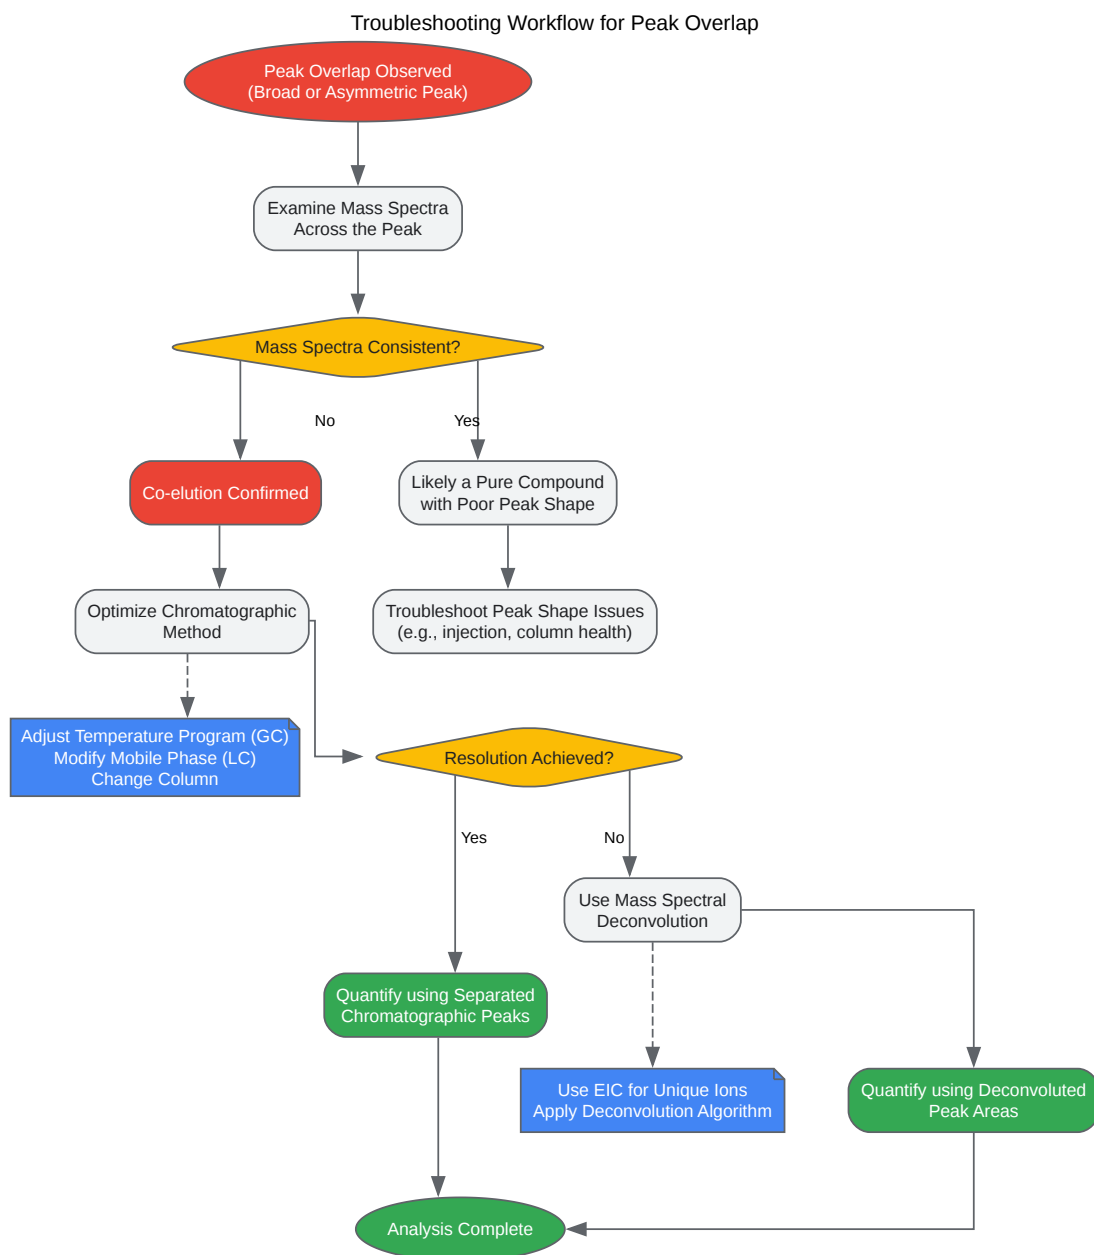 Troubleshooting Workflow for Peak Overlap
Peak Overlap Observed
(Broad or Asymmetric Peak)
Examine Mass Spectra
Across the Peak
Mass Spectra Consistent?
No
Yes
Co-elution Confirmed
Likely a Pure Compound
with Poor Peak Shape
Optimize Chromatographic
Method
Troubleshoot Peak Shape Issues
(e.g., injection, column health)
Adjust Temperature Program (GC)
Modify Mobile Phase (LC)
Change Column
Resolution Achieved?
Yes
No
Use Mass Spectral
Deconvolution
Quantify using Separated
Chromatographic Peaks
Use EIC for Unique Ions
Apply Deconvolution Algorithm
Quantify using Deconvoluted
Peak Areas
Analysis Complete